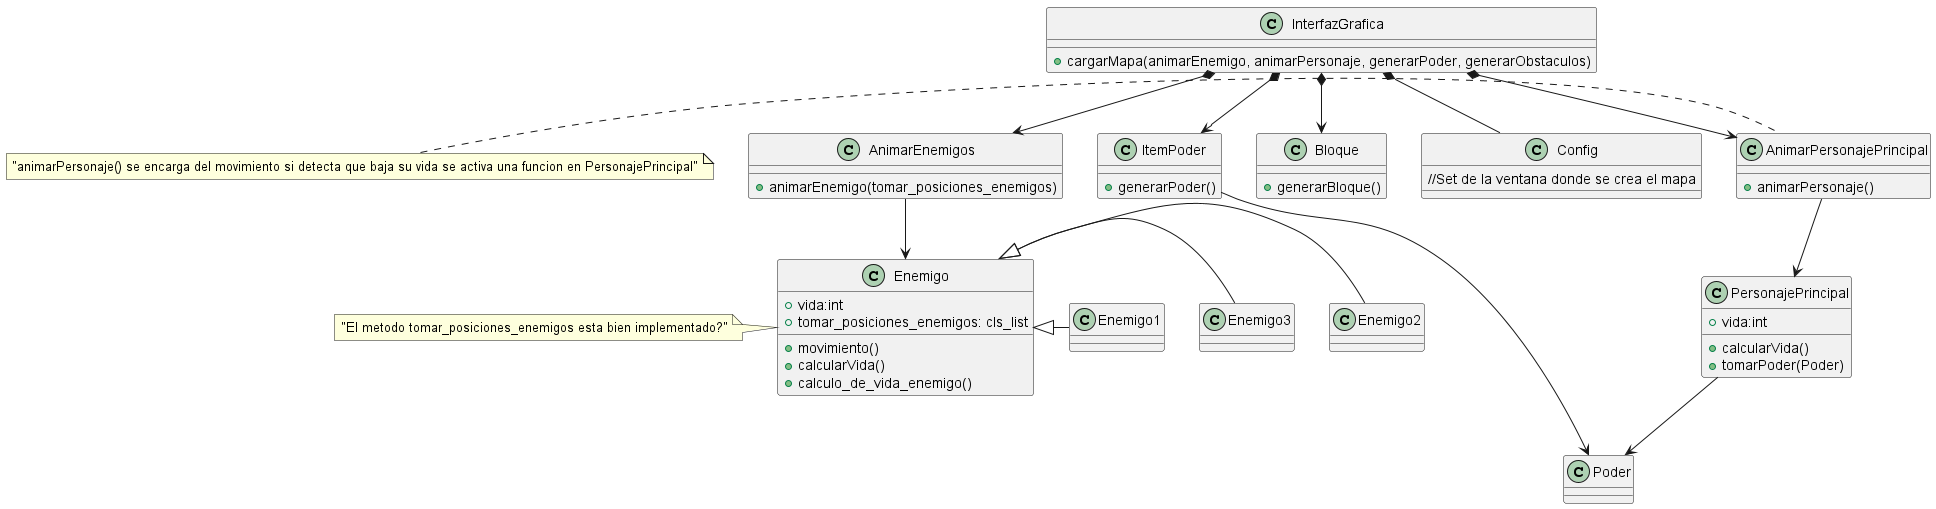 C InterfazGrafica
cargarMapa(animarEnemigo, animarPersonaje, generarPoder, generarObstaculos)
"animarPersonaje() se encarga del movimiento si detecta que baja su vida se activa una funcion en PersonajePrincipal"
C AnimarEnemigos
animarEnemigo(tomar_posiciones_enemigos)
C ItemPoder
generarPoder()
C Bloque
generarBloque()
C Config
//Set de la ventana donde se crea el mapa
C AnimarPersonajePrincipal
animarPersonaje()
"El metodo tomar_posiciones_enemigos esta bien implementado?"
C Enemigo
vida:int
tomar_posiciones_enemigos: cls_list
movimiento()
calcularVida()
calculo_de_vida_enemigo()
C Enemigo1
C Enemigo3
C Enemigo2
C PersonajePrincipal
vida:int
calcularVida()
tomarPoder(Poder)
C Poder